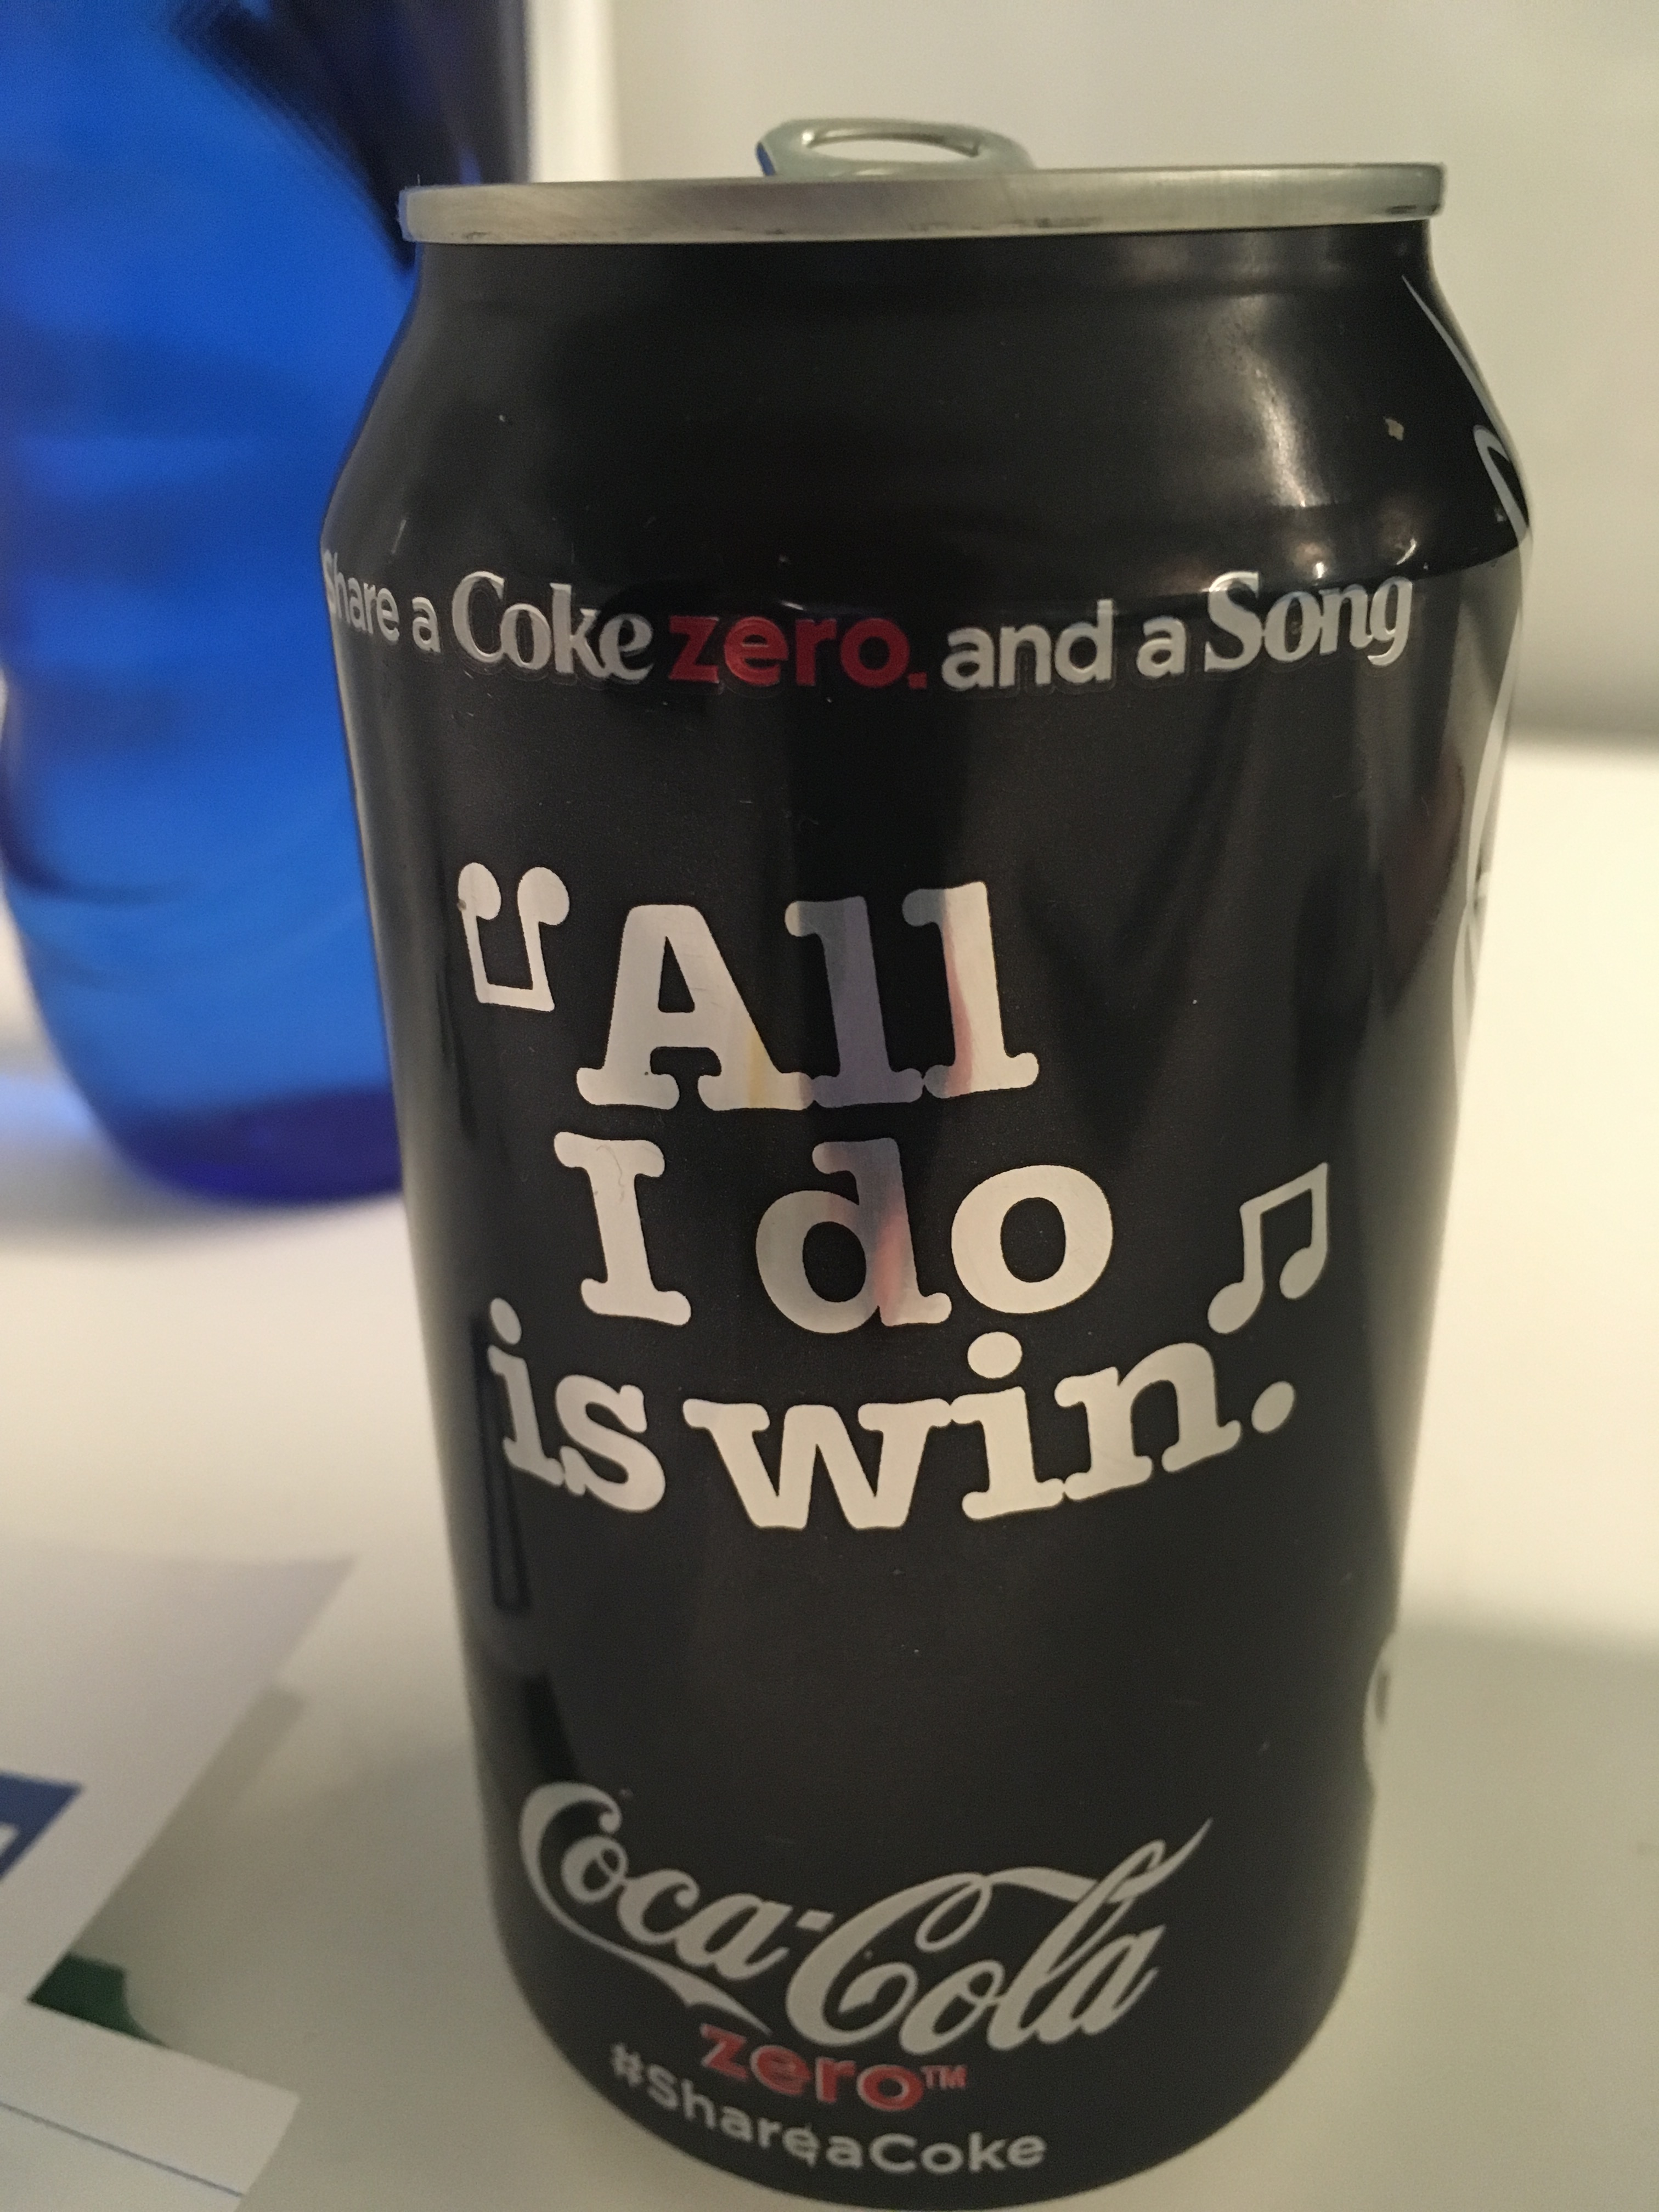 Share a Coke zero. and a Song
"All
I do
is win.
Coca-Cola
zero™
#ShareaCoke